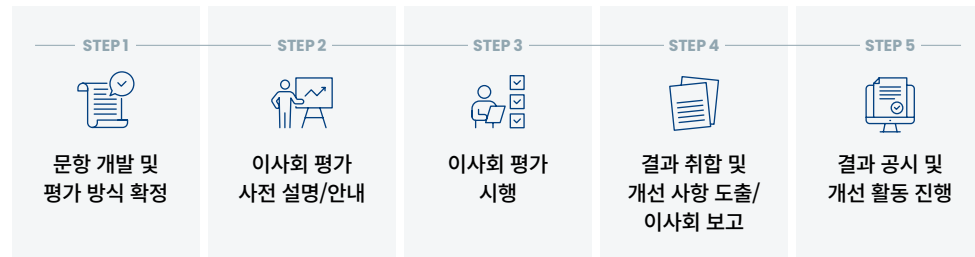 STEP 1
문항 개발 및
평가 방식 확정
STEP 2
이사회 평가
사전 설명/안내
STEP 3
이사회 평가
시행
STEP 4
결과 취합 및
개선 사항 도출/
이사회 보고
STEP 5
결과 공시 및
개선 활동 진행